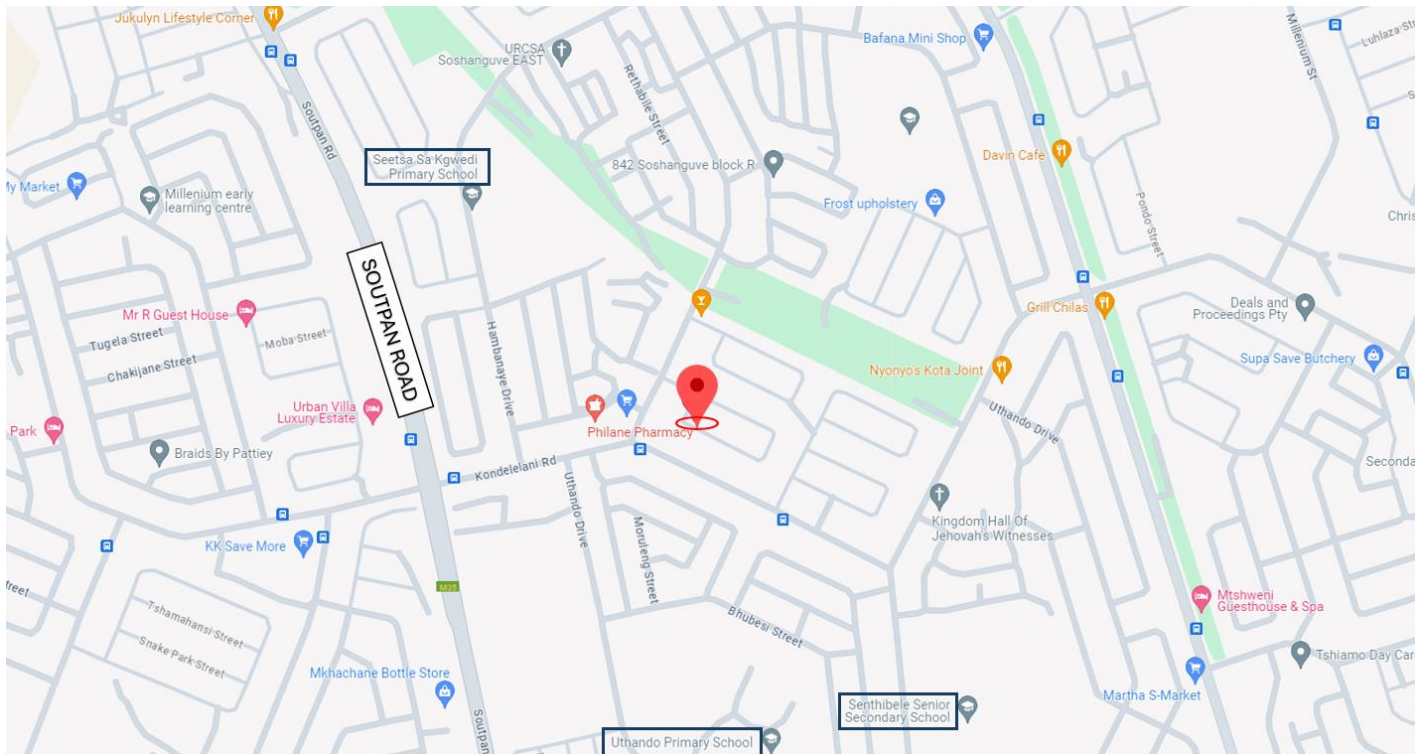 Jukulyn Lifestyle Corner
URCSA
Soshanguve EAST
Bafana Mini Shop
Millenium St
Luhlaza Str
Rethabile Street
Soutpan Rd
Seetsa Sa Kgwedi
Primary School
842 Soshanguve block R
Davin Cafe
My Market
Millenium early
learning centre
Frost upholstery
Pondo Street
Chris
SOUTPAN ROAD
Mr R Guest House
Tugela Street
Moba Street
Chakijane Street
Hambanaye Drive
Grill Chilas
Deals and
Proceedings Pty
Supa Save Butchery
Nyonyo's Kota Joint
Urban Villa
Luxury Estate
Park
Philane Pharmacy
Uthando Drive
Braids By Pattiey
Kondelelani Rd
Seconda
Uthando Drive
Moruleng Street
Kingdom Hall Of
Jehovah's Witnesses
KK Save More
M35
treet
Tshamahansi Street
Snake Park Street
Bhubesi Street
Mtshweni
Guesthouse & Spa
Tshiamo Day Car
Mkhachane Bottle Store
Martha S-Market
Senthibele Senior
Secondary School
Soutpan
Uthando Primary School